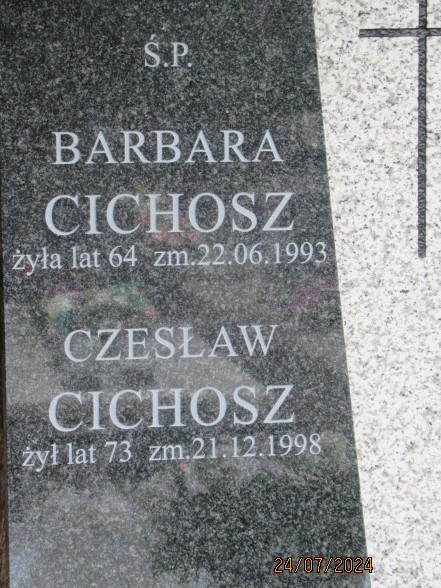 Ś.P.
BARBARA
CICHOSZ
żyła lat 64 zm.22.06.1993
CZESŁAW
CICHOSZ
żył lat 73 zm.21.12.1998
24/07/2024